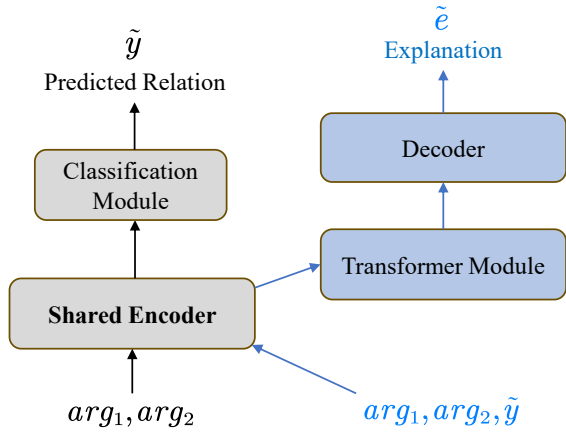 ỹ
Predicted Relation
Classification
Module
Shared Encoder
arg₁, arg₂
ẽ
Explanation
Decoder
Transformer Module
arg₁, arg₂, ỹ